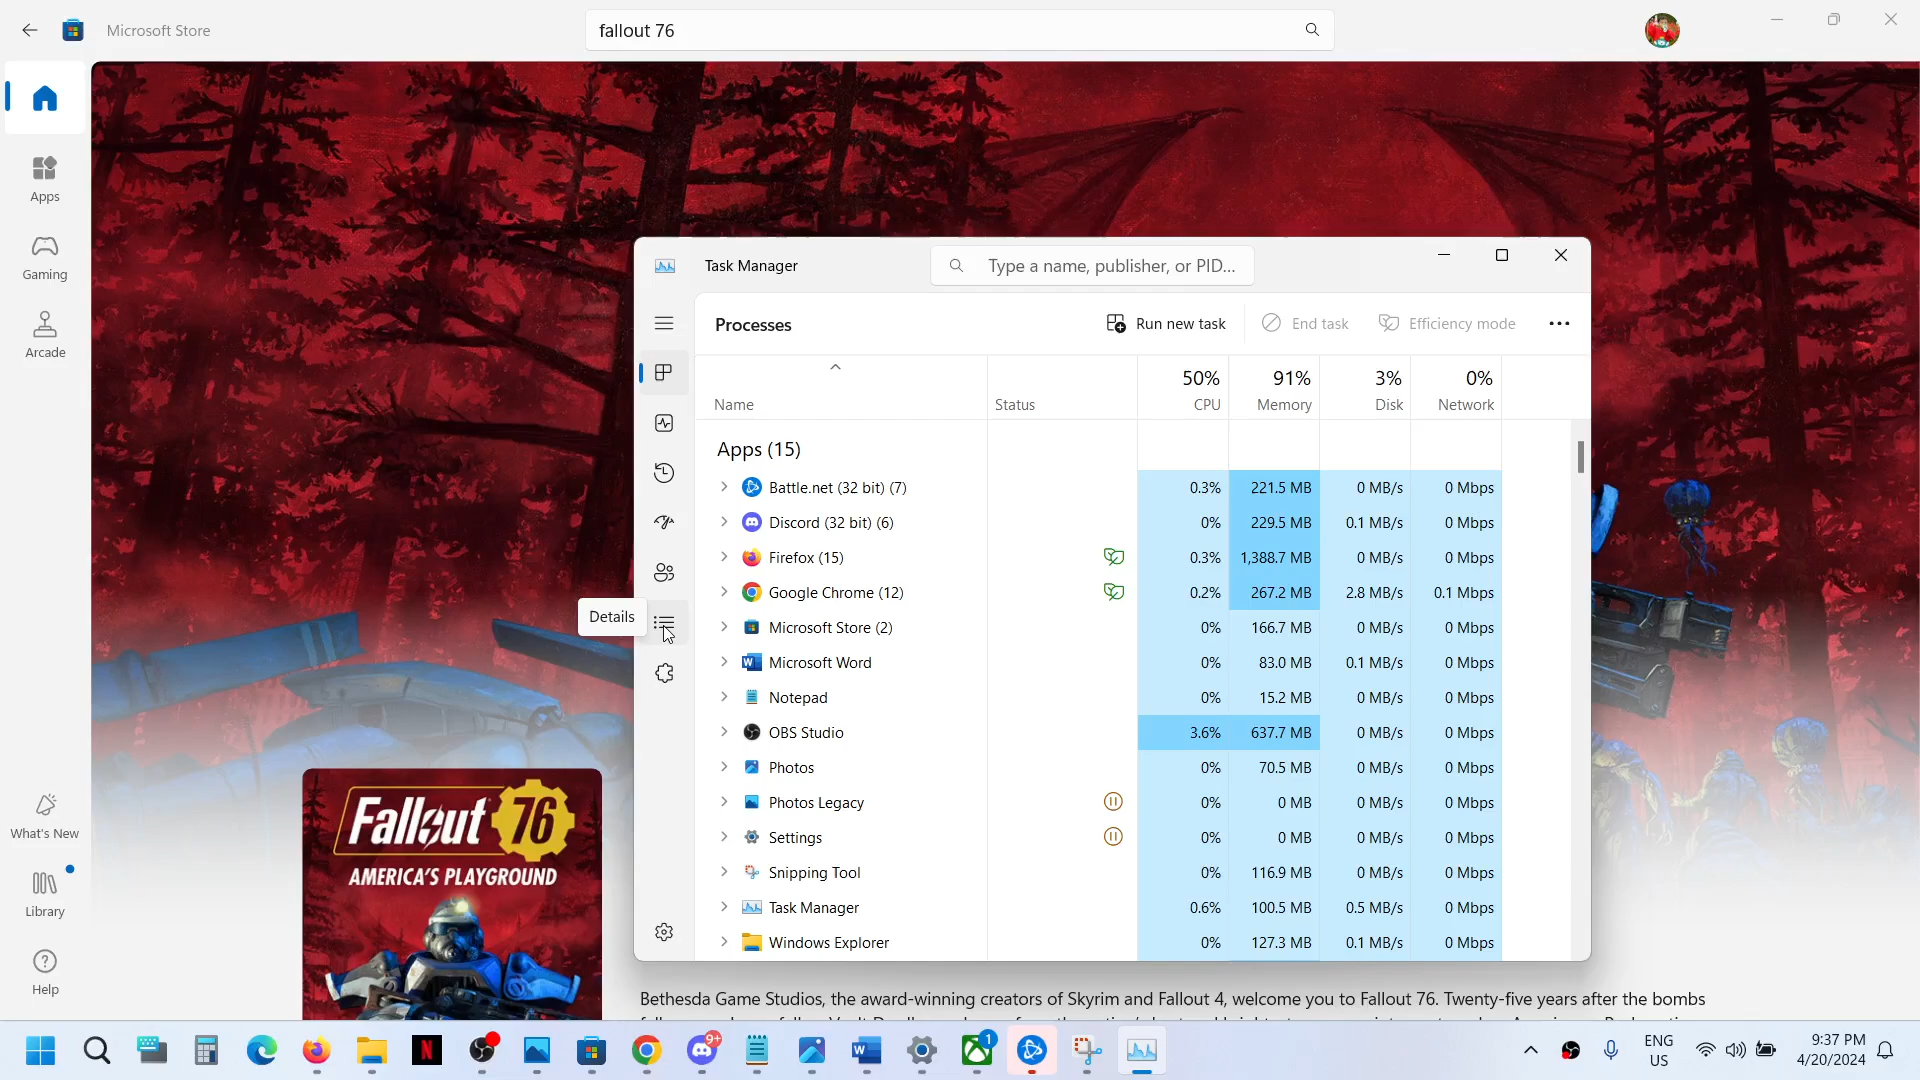 Microsoft Store
fallout 76
Apps
Gaming
Arcade
What's New
Library
Help
Fallout 76
AMERICA'S PLAYGROUND
Task Manager
Type a name, publisher, or PID...
Processes
Run new task
End task
Efficiency mode
50% 91% 3% 0%
Name Status CPU Memory Disk Network
Apps (15)
Battle.net (32 bit) (7) 0.3% 221.5 MB 0 MB/s 0 Mbps
Discord (32 bit) (6) 0% 229.5 MB 0.1 MB/s 0 Mbps
Firefox (15) 0.3% 1,388.7 MB 0 MB/s 0 Mbps
Google Chrome (12) 0.2% 267.2 MB 2.8 MB/s 0.1 Mbps
Details
Microsoft Store (2) 0% 166.7 MB 0 MB/s 0 Mbps
Microsoft Word 0% 83.0 MB 0.1 MB/s 0 Mbps
Notepad 0% 15.2 MB 0 MB/s 0 Mbps
OBS Studio 3.6% 637.7 MB 0 MB/s 0 Mbps
Photos 0% 70.5 MB 0 MB/s 0 Mbps
Photos Legacy 0% 0 MB 0 MB/s 0 Mbps
Settings 0% 0 MB 0 MB/s 0 Mbps
Snipping Tool 0% 116.9 MB 0 MB/s 0 Mbps
Task Manager 0.6% 100.5 MB 0.5 MB/s 0 Mbps
Windows Explorer 0% 127.3 MB 0.1 MB/s 0 Mbps
Bethesda Game Studios, the award-winning creators of Skyrim and Fallout 4, welcome you to Fallout 76. Twenty-five years after the bombs
N
9+
W
1
ENG
US
9:37 PM
4/20/2024